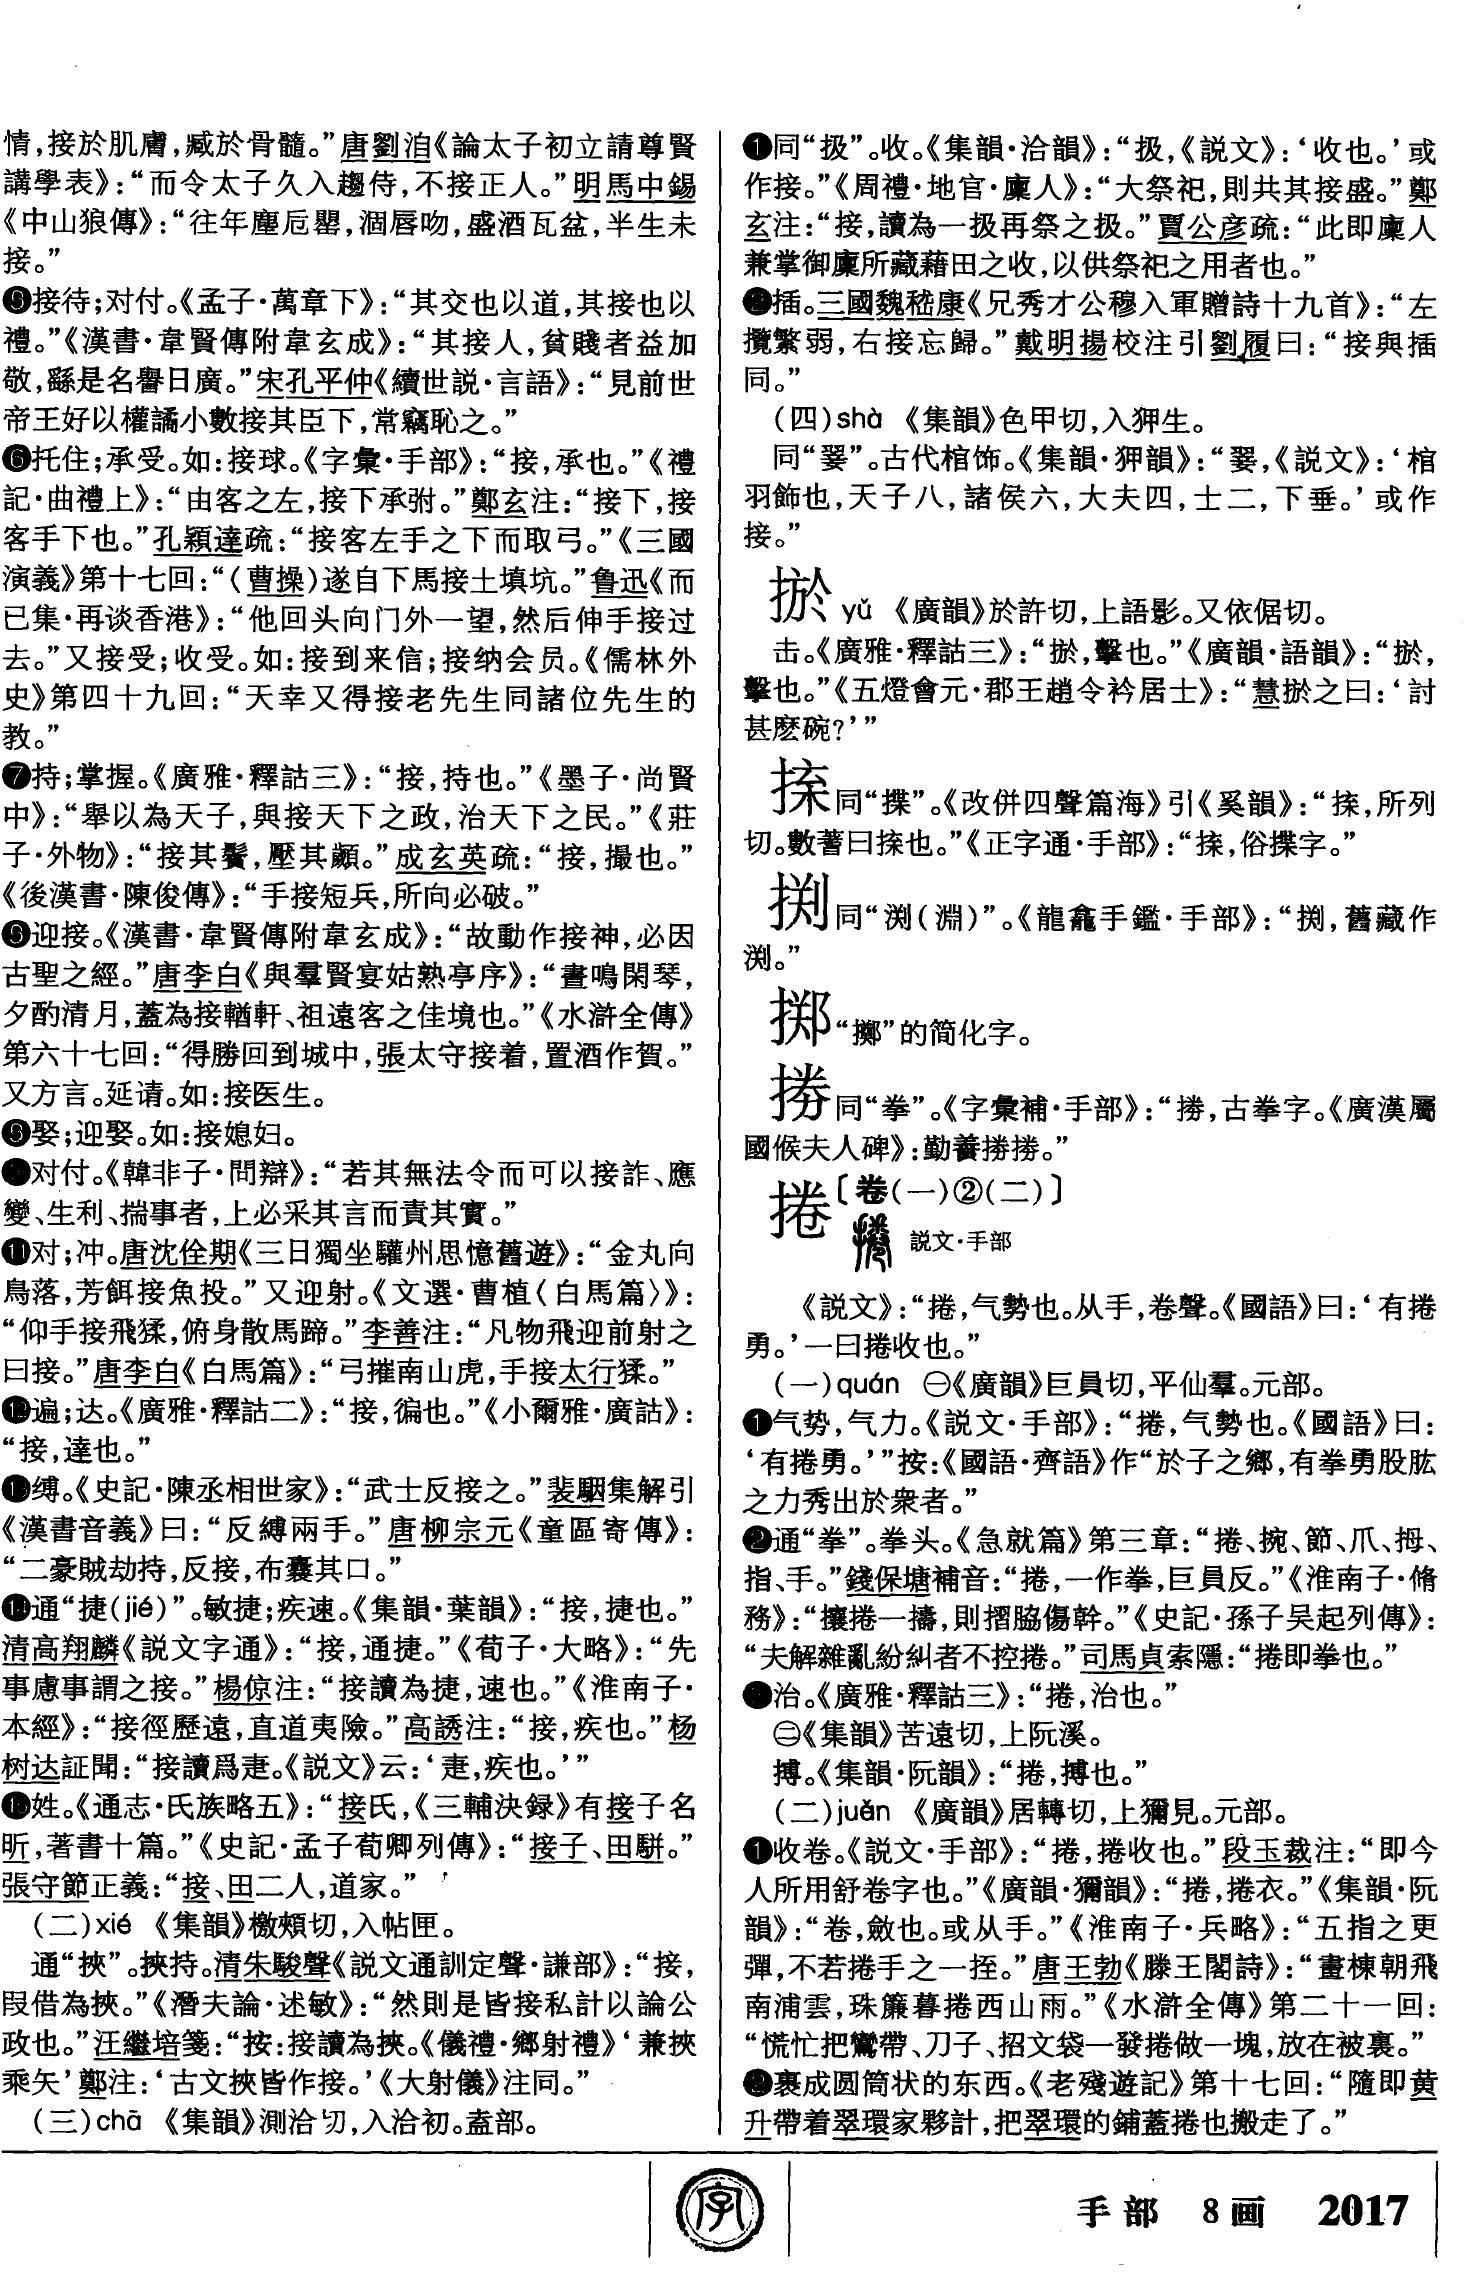 情，接於肌膚，臧於骨髓。”唐劉洎《論太子初立請尊賢
講學表》：“而令太子久入趨侍，不接正人。”明馬中錫
《中山狼傳》：“往年塵卮罌，涸唇吻，盛酒瓦盆，半生未
接。”
❺接待；对付。《孟子·萬章下》：“其交也以道，其接也以
禮。”《漢書·韋賢傳附韋玄成》：“其接人，貧賤者益加
敬，繇是名譽日廣。”宋孔平仲《續世説·言語》：“見前世
帝王好以權譎小數接其臣下，常竊恥之。”
❻托住；承受。如：接球。《字彙·手部》：“接，承也。”《禮
記·曲禮上》：“由客之左，接下承弣。”鄭玄注：“接下，接
客手下也。”孔穎達疏：“接客左手之下而取弓。”《三國
演義》第十七回：“（曹操）遂自下馬接土填坑。”鲁迅《而
已集·再谈香港》：“他回头向门外一望，然后伸手接过
去。”又接受；收受。如：接到来信；接纳会员。《儒林外
史》第四十九回：“天幸又得接老先生同諸位先生的
教。”
❼持；掌握。《廣雅·釋詁三》：“接，持也。”《墨子·尚賢
中》：“舉以為天子，與接天下之政，治天下之民。”《莊
子·外物》：“接其鬢，壓其顪。”成玄英疏：“接，撮也。”
《後漢書·陳俊傳》：“手接短兵，所向必破。”
❽迎接。《漢書·韋賢傳附韋玄成》：“故動作接神，必因
古聖之經。”唐李白《與羣賢宴姑熟亭序》：“晝鳴閑琴，
夕酌清月，蓋為接輶軒、祖遠客之佳境也。”《水滸全傳》
第六十七回：“得勝回到城中，張太守接着，置酒作賀。”
又方言。延请。如：接医生。
❾娶；迎娶。如：接媳妇。
❿对付。《韓非子·問辯》：“若其無法令而可以接詐、應
變、生利、揣事者，上必采其言而責其實。”
⓫对；冲。唐沈佺期《三日獨坐驩州思憶舊遊》：“金丸向
鳥落，芳餌接魚投。”又迎射。《文選·曹植〈白馬篇〉》：
“仰手接飛猱，俯身散馬蹄。”李善注：“凡物飛迎前射之
曰接。”唐李白《白馬篇》：“弓摧南山虎，手接太行猱。”
⓬遍；达。《廣雅·釋詁二》：“接，徧也。”《小爾雅·廣詁》：
“接，達也。”
⓭缚。《史記·陳丞相世家》：“武士反接之。”裴駰集解引
《漢書音義》曰：“反縛兩手。”唐柳宗元《童區寄傳》：
“二豪賊劫持，反接，布囊其口。”
⓮通“捷（jié）”。敏捷；疾速。《集韻·葉韻》：“接，捷也。”
清高翔麟《説文字通》：“接，通捷。”《荀子·大略》：“先
事慮事謂之接。”楊倞注：“接讀為捷，速也。”《淮南子·
本經》：“接徑歷遠，直道夷險。”高誘注：“接，疾也。”杨
树达証聞：“接讀爲疌。《説文》云：‘疌，疾也。’”
⓯姓。《通志·氏族略五》：“接氏，《三輔決録》有接子名
昕，著書十篇。”《史記·孟子荀卿列傳》：“接子、田駢。”
張守節正義：“接、田二人，道家。”
（二）xié　《集韻》檄頰切，入帖匣。
通“挾”。挾持。清朱駿聲《説文通訓定聲·謙部》：“接，
叚借為挾。”《潛夫論·述赦》：“然則是皆接私計以論公
政也。”汪繼培箋：“按：接讀為挾。《儀禮·鄉射禮》‘兼挾
乘矢’鄭注：‘古文挾皆作接。’《大射儀》注同。”
（三）chā　《集韻》測洽切，入洽初。盍部。
❶同“扱”。收。《集韻·洽韻》：“扱，《説文》：‘收也。’或
作接。”《周禮·地官·廩人》：“大祭祀，則共其接盛。”鄭
玄注：“接，讀為一扱再祭之扱。”賈公彦疏：“此即廩人
兼掌御廩所藏藉田之收，以供祭祀之用者也。”
❷插。三國魏嵇康《兄秀才公穆入軍贈詩十九首》：“左
攬繁弱，右接忘歸。”戴明揚校注引劉履曰：“接與插
同。”
（四）shà　《集韻》色甲切，入狎生。
同“翣”。古代棺饰。《集韻·狎韻》：“翣，《説文》：‘棺
羽飾也，天子八，諸侯六，大夫四，士二，下垂。’或作
接。”
捴 yǔ　《廣韻》於許切，上語影。又依倨切。
击。《廣雅·釋詁三》：“擊也。”《廣韻·語韻》：
擊也。”《五燈會元·郡王趙令衿居士》：“慧之曰：‘討
甚麽碗？’”
同“揲”。《改併四聲篇海》引《奚韻》：“所列
切。數蓍曰也。”《正字通·手部》：“俗揲字。”
同“渕（淵）”。《龍龕手鑑·手部》：“舊藏作
渕。”
掷“擲”的简化字。
同“拳”。《字彙補·手部》：“古拳字。《廣漢屬
國候夫人碑》：勤養。”
捲〔卷（一）②（二）〕
説文·手部
《説文》：“捲，气勢也。从手，卷聲。《國語》曰：‘有捲
勇。’一曰捲收也。”
（一）quán　㊀《廣韻》巨員切，平仙羣。元部。
❶气势，气力。《説文·手部》：“捲，气勢也。《國語》曰：
‘有捲勇。’”按：《國語·齊語》作“於子之鄉，有拳勇股肱
之力秀出於衆者。”
❷通“拳”。拳头。《急就篇》第三章：“捲、捥、節、爪、拇、
指、手。”錢保塘補音：“捲，一作拳，巨員反。”《淮南子·脩
務》：“攘捲一擣，則摺脇傷幹。”《史記·孫子吴起列傳》：
“夫解雜亂紛糾者不控捲。”司馬貞索隱：“捲即拳也。”
❸治。《廣雅·釋詁三》：“捲，治也。”
㊁《集韻》苦遠切，上阮溪。
搏。《集韻·阮韻》：“捲，搏也。”
（二）juǎn　《廣韻》居轉切，上獮見。元部。
❶收卷。《説文·手部》：“捲，捲收也。”段玉裁注：“即今
人所用舒卷字也。”《廣韻·獮韻》：“捲，捲衣。”《集韻·阮
韻》：“卷，斂也。或从手。”《淮南子·兵略》：“五指之更
彈，不若捲手之一挃。”唐王勃《滕王閣詩》：“畫棟朝飛
南浦雲，珠簾暮捲西山雨。”《水滸全傳》第二十一回：
“慌忙把鸞帶、刀子、招文袋一發捲做一塊，放在被裏。”
❷裹成圆筒状的东西。《老殘遊記》第十七回：“隨即黄
升帶着翠環家夥計，把翠環的鋪蓋捲也搬走了。”
字
手部　8画　2017